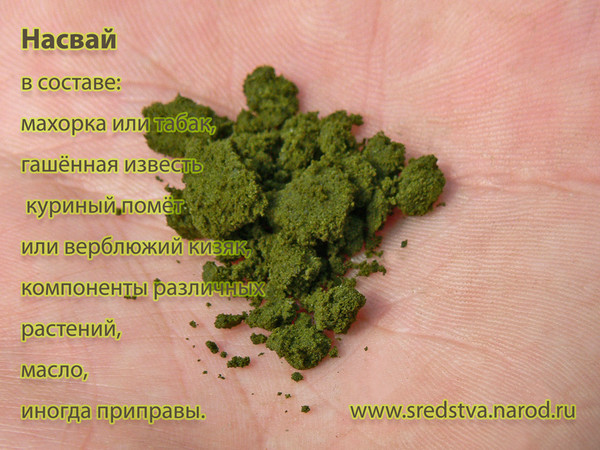 Насвай
в составе:
махорка или табак,
гашённая известь
куриный помёт
или верблюжий кизяк,
компоненты различных
растений,
масло,
иногда приправы.
www.sredstva.narod.ru